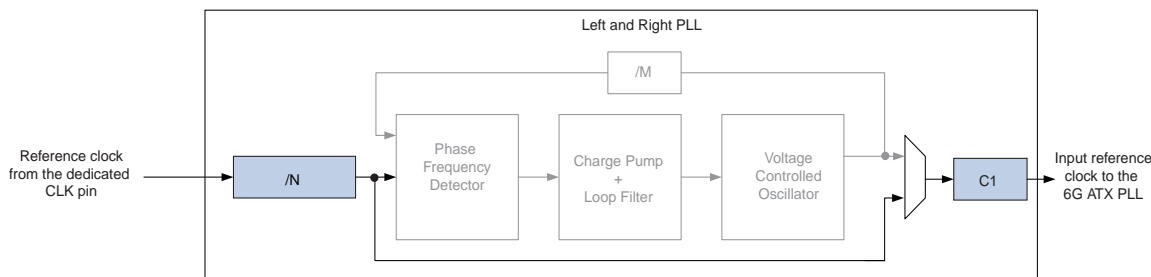 Left and Right PLL
/M
Reference clock
from the dedicated
CLK pin
/N
Phase
Frequency
Detector
Charge Pump
+
Loop Filter
Voltage
Controlled
Oscillator
C1
Input reference
clock to the
6G ATX PLL